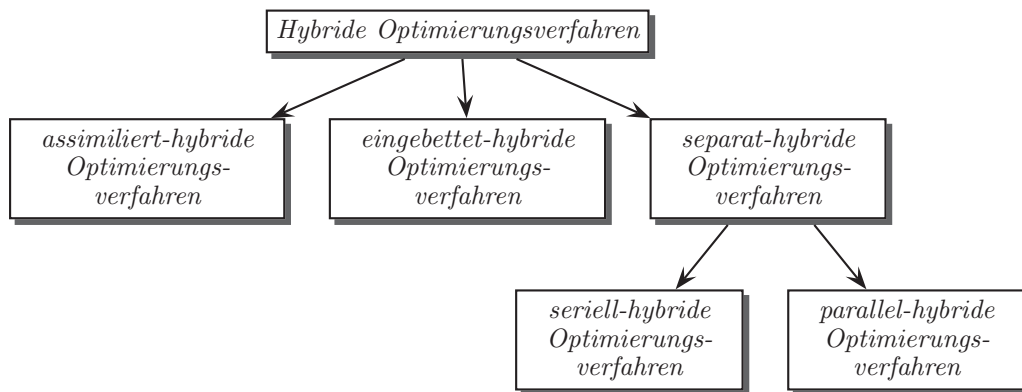 Hybride Optimierungsverfahren
assimiliert-hybride
Optimierungs-
verfahren
eingebettet-hybride
Optimierungs-
verfahren
separat-hybride
Optimierungs-
verfahren
seriell-hybride
Optimierungs-
verfahren
parallel-hybride
Optimierungs-
verfahren